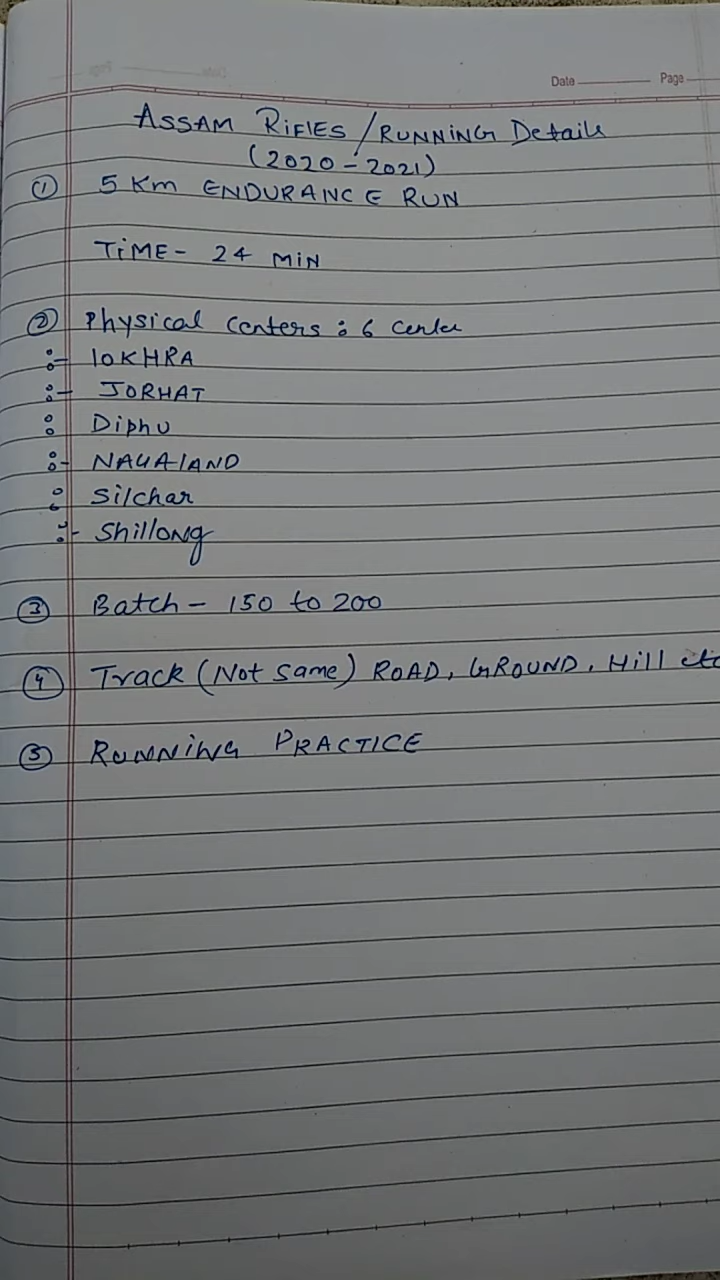 Date Page
ASSAM RIFLES / RUNNING Details
(2020-2021)
① 5 Km ENDURANCE RUN
TIME - 24 MIN
② Physical Centers : 6 Center
:- LOKHRA
:- JORHAT
: Diphu
:- NAGALAND
: Silchar
:- Shillong
③ Batch - 150 to 200
④ Track (Not same) ROAD, GROUND, Hill etc
⑤ RUNNING PRACTICE